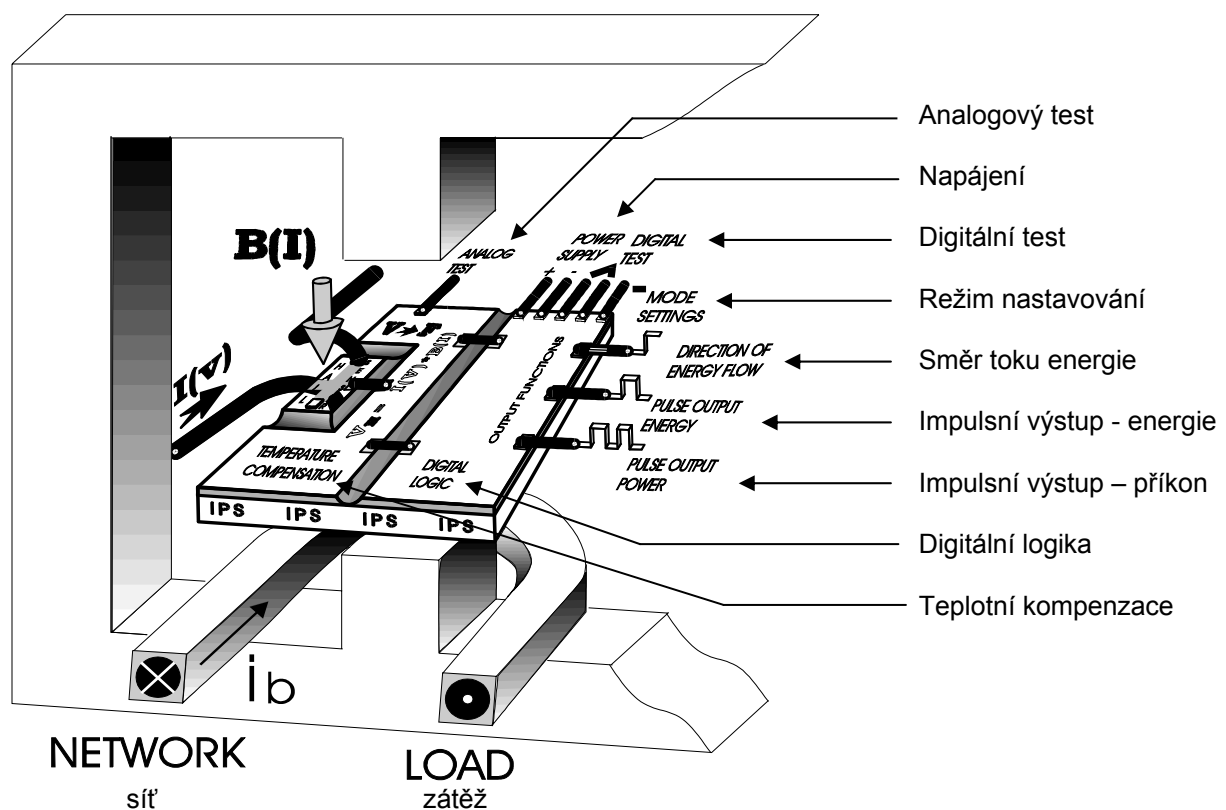 Analogový test
Napájení
Digitální test
Režim nastavování
Směr toku energie
Impulsní výstup - energie
Impulsní výstup – příkon
Digitální logika
Teplotní kompenzace
B(I)
I(V)
ANALOG
TEST
POWER
SUPPLY
+ -
DIGITAL
TEST
MODE
SETTINGS
DIRECTION OF
ENERGY FLOW
PULSE OUTPUT
ENERGY
PULSE OUTPUT
POWER
OUTPUT FUNCTIONS
TEMPERATURE
COMPENSATION
DIGITAL
LOGIC
IPS IPS IPS IPS
ib
NETWORK
síť
LOAD
zátěž